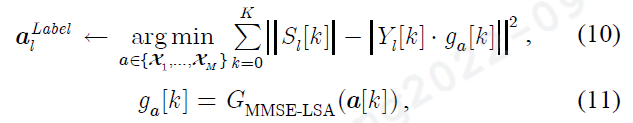 a_l^{Label} ← arg min_{a∈{𝒳_1,...,𝒳_M}} ∑_{k=0}^{K} | |S_l[k]| − |Y_l[k] · g_a[k]| |^2 , (10)
g_a[k] = G_{MMSE-LSA}(a[k]) , (11)